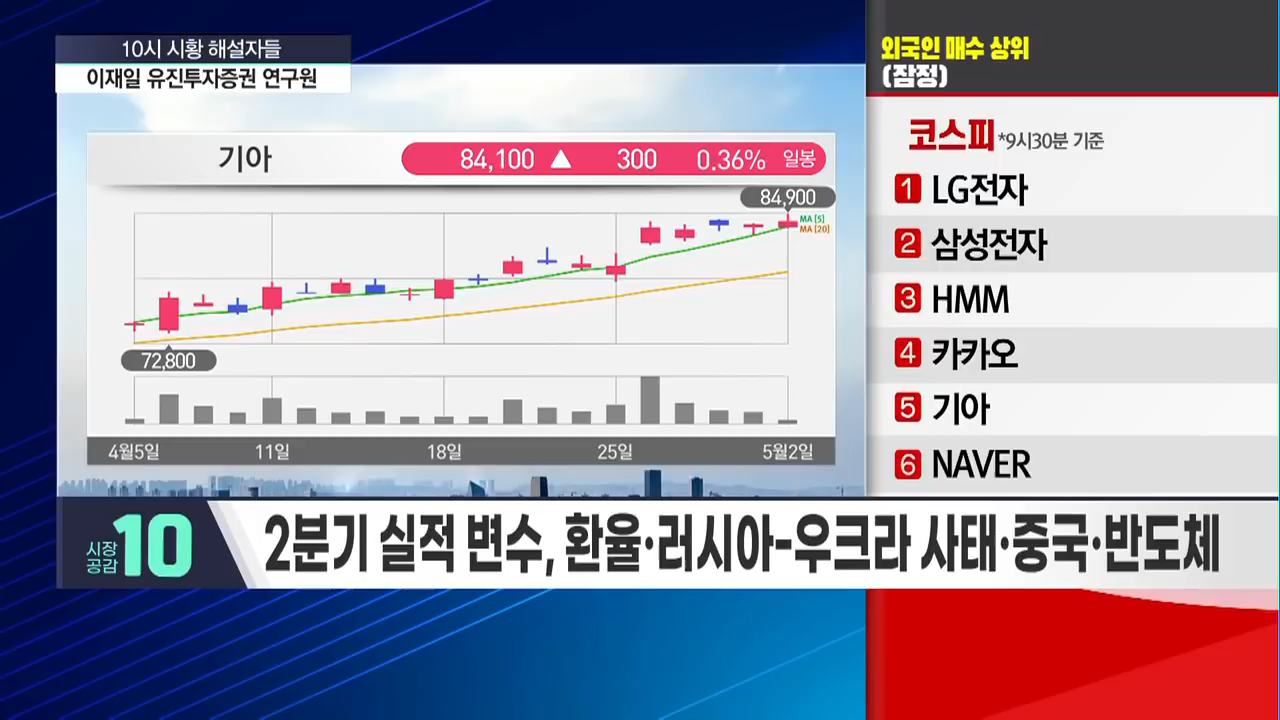 10시 시황 해설자들
이재일 유진투자증권 연구원
기아
84,100 ▲ 300 0.36% 일봉
84,900
MA [5]
MA [20]
72,800
4월5일 11일 18일 25일 5월2일
외국인 매수 상위
(잠정)
코스피 *9시30분 기준
1 LG전자
2 삼성전자
3 HMM
4 카카오
5 기아
6 NAVER
시장
공감
10
2분기 실적 변수, 환율·러시아-우크라 사태·중국·반도체